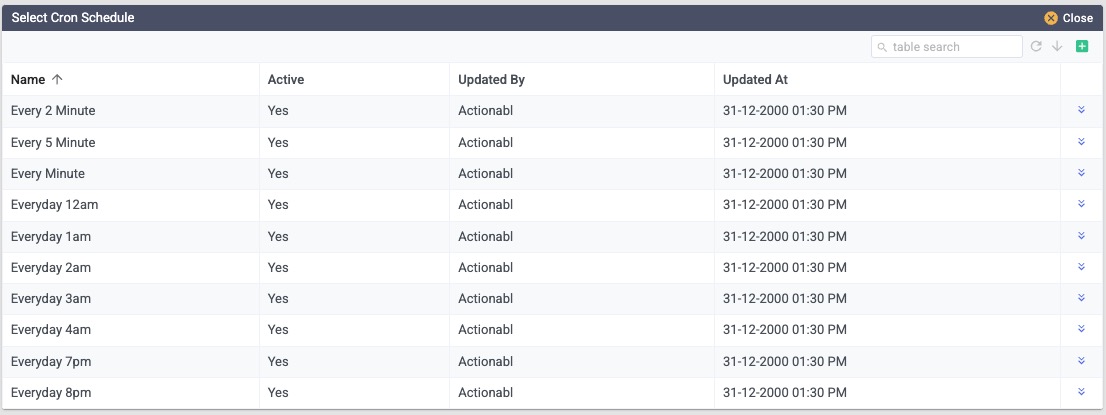 Select Cron Schedule Close
table search
Name Active Updated By Updated At
Every 2 Minute Yes Actionabl 31-12-2000 01:30 PM
Every 5 Minute Yes Actionabl 31-12-2000 01:30 PM
Every Minute Yes Actionabl 31-12-2000 01:30 PM
Everyday 12am Yes Actionabl 31-12-2000 01:30 PM
Everyday 1am Yes Actionabl 31-12-2000 01:30 PM
Everyday 2am Yes Actionabl 31-12-2000 01:30 PM
Everyday 3am Yes Actionabl 31-12-2000 01:30 PM
Everyday 4am Yes Actionabl 31-12-2000 01:30 PM
Everyday 7pm Yes Actionabl 31-12-2000 01:30 PM
Everyday 8pm Yes Actionabl 31-12-2000 01:30 PM